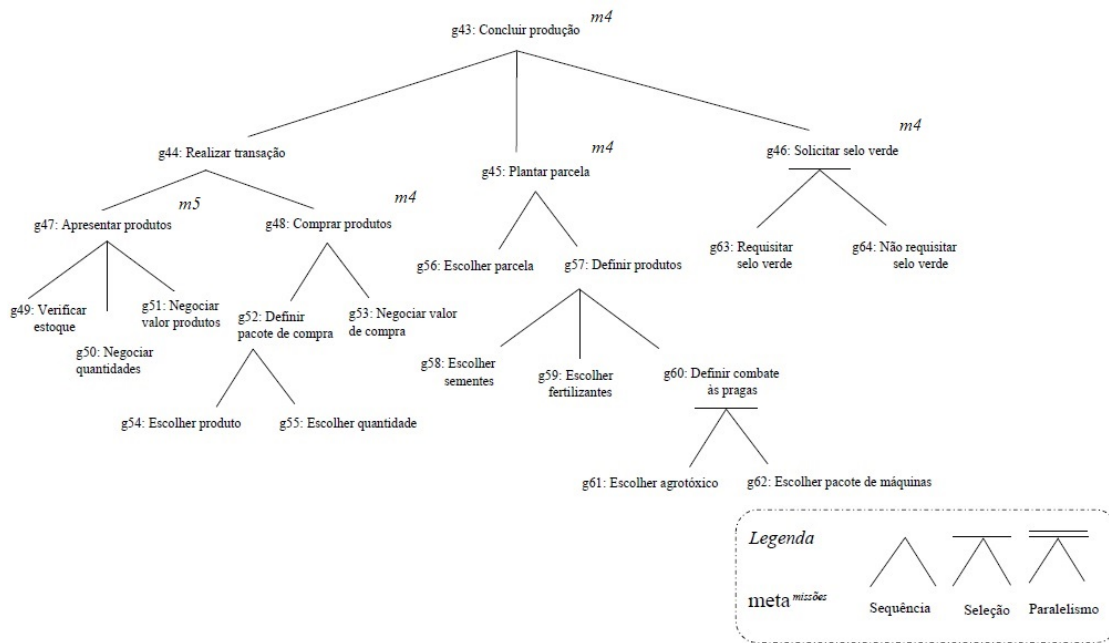 g43: Concluir produção m4
g44: Realizar transação
g45: Plantar parcela m4
g46: Solicitar selo verde m4
g47: Apresentar produtos m5
g48: Comprar produtos m4
g63: Requisitar
selo verde
g64: Não requisitar
selo verde
g56: Escolher parcela
g57: Definir produtos
g49: Verificar
estoque
g50: Negociar
quantidades
g51: Negociar
valor produtos
g52: Definir
pacote de compra
g53: Negociar valor
de compra
g58: Escolher
sementes
g59: Escolher
fertilizantes
g60: Definir combate
às pragas
g54: Escolher produto
g55: Escolher quantidade
g61: Escolher agrotóxico
g62: Escolher pacote de máquinas
Legenda
meta missões
Sequência
Seleção
Paralelismo